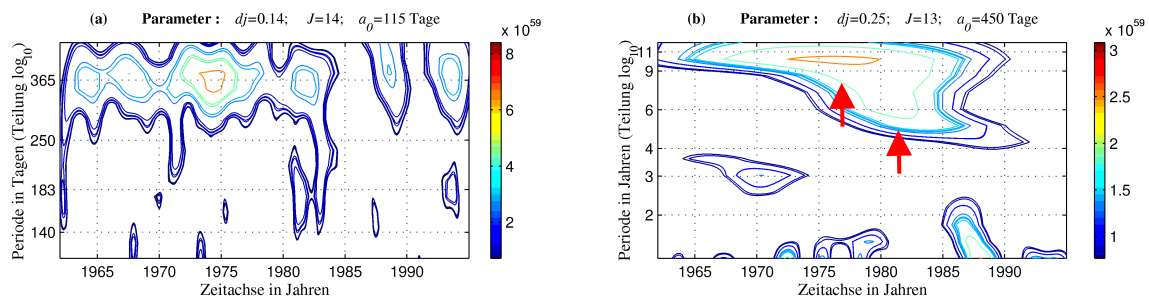 (a) Parameter : dj=0.14; J=14; a0=115 Tage
x 10^59
Periode in Tagen (Teilung log10)
365
250
183
140
1965 1970 1975 1980 1985 1990
Zeitachse in Jahren
8
6
4
2
(b) Parameter : dj=0.25; J=13; a0=450 Tage
x 10^59
Periode in Jahren (Teilung log10)
11
9
6
4
3
2
1965 1970 1975 1980 1985 1990
Zeitachse in Jahren
3
2.5
2
1.5
1